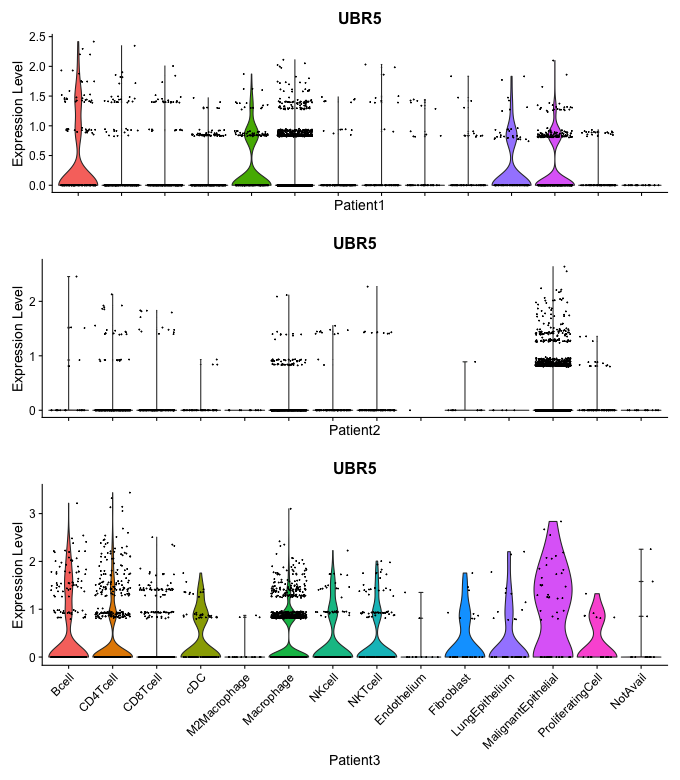 UBR5
Expression Level
2.5
2.0
1.5
1.0
0.5
0.0
Patient1
UBR5
Expression Level
2
1
0
Patient2
UBR5
Expression Level
3
2
1
0
Bcell
CD4Tcell
CD8Tcell
cDC
M2Macrophage
Macrophage
NKcell
NKTcell
Endothelium
Fibroblast
LungEpithelium
MalignantEpithelial
ProliferatingCell
NotAvail
Patient3